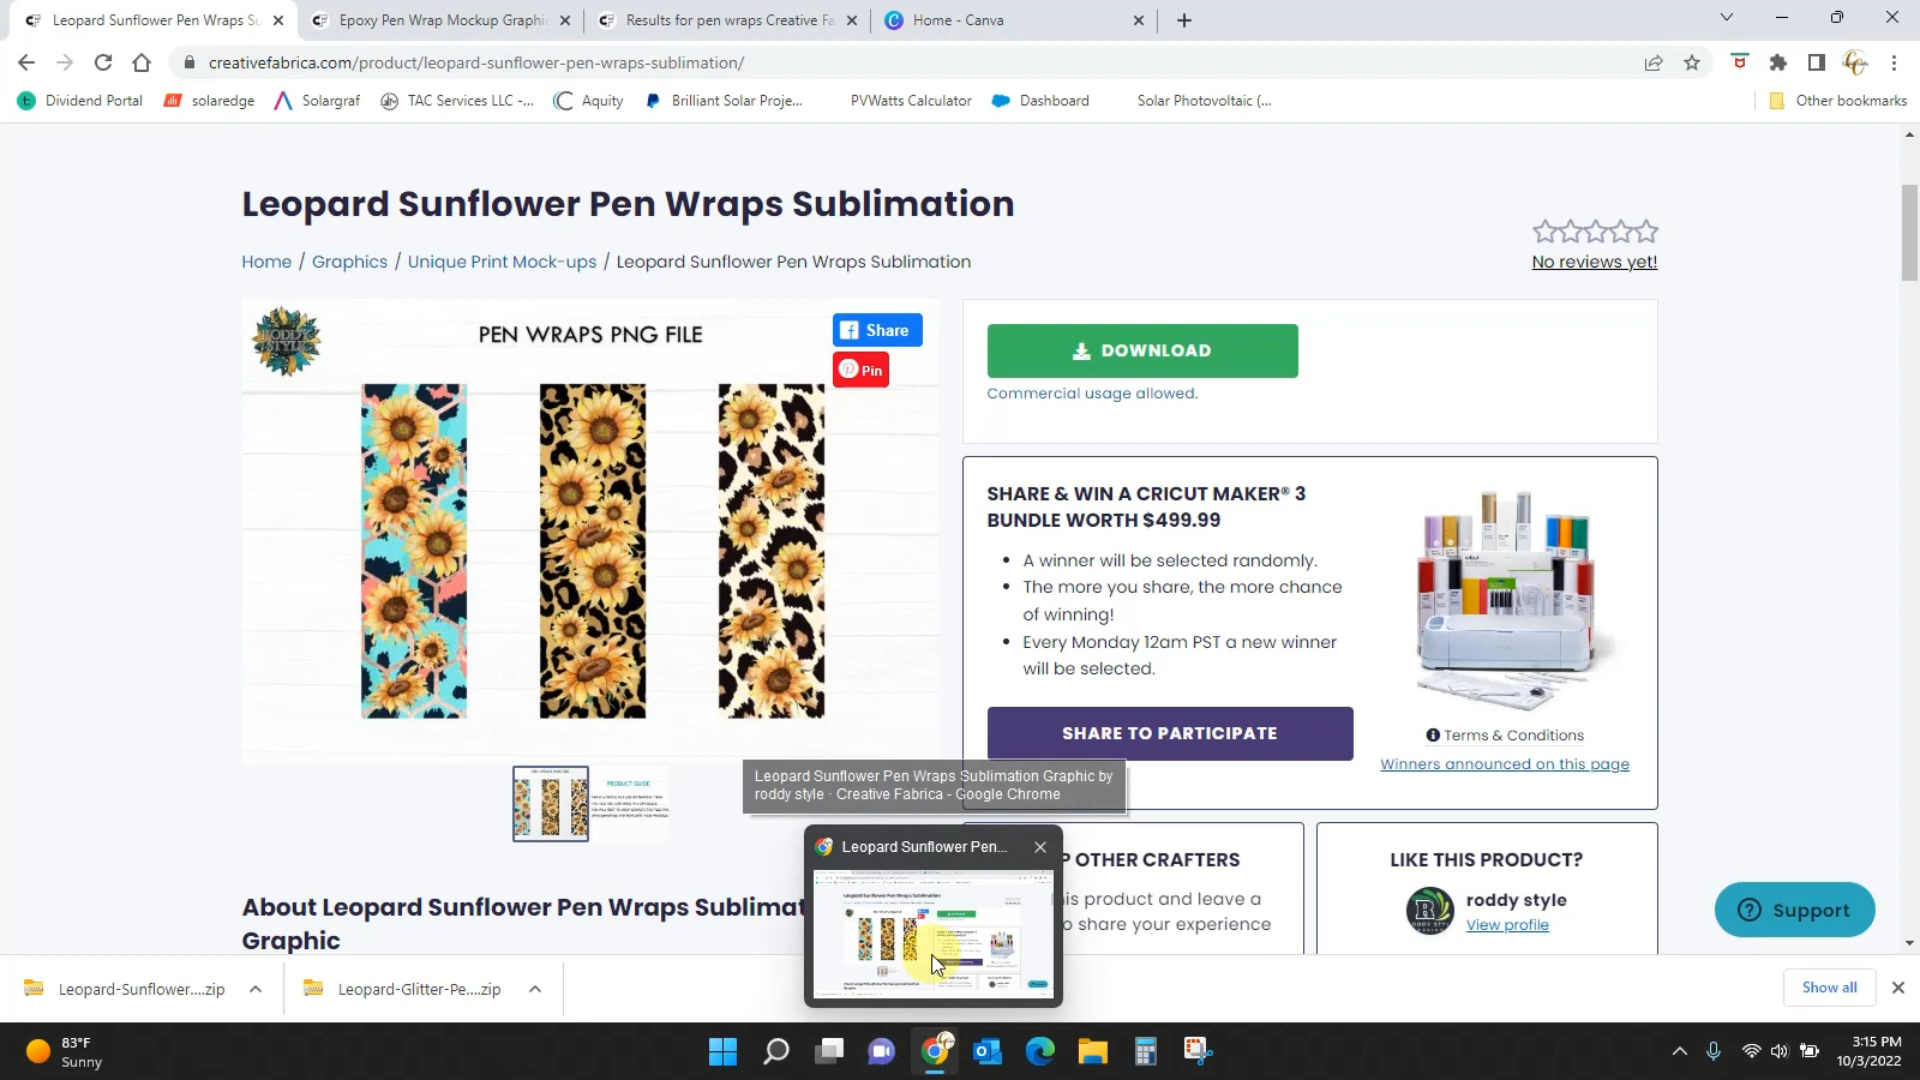 Leopard Sunflower Pen Wraps Su
Epoxy Pen Wrap Mockup Graphic
Results for pen wraps Creative Fa
Home - Canva
creativefabrica.com/product/leopard-sunflower-pen-wraps-sublimation/
Dividend Portal
solaredge
Solargraf
TAC Services LLC -...
Aquity
Brilliant Solar Proje...
PVWatts Calculator
Dashboard
Solar Photovoltaic (...
Other bookmarks
Leopard Sunflower Pen Wraps Sublimation
Home / Graphics / Unique Print Mock-ups / Leopard Sunflower Pen Wraps Sublimation
No reviews yet!
RODDY
STYLE
PEN WRAPS PNG FILE
Share
Pin
DOWNLOAD
Commercial usage allowed.
SHARE & WIN A CRICUT MAKER® 3
BUNDLE WORTH $499.99
• A winner will be selected randomly.
• The more you share, the more chance
of winning!
• Every Monday 12am PST a new winner
will be selected.
SHARE TO PARTICIPATE
Terms & Conditions
Winners announced on this page
PRODUCT GUIDE
Leopard Sunflower Pen Wraps Sublimation Graphic by
roddy style · Creative Fabrica - Google Chrome
Leopard Sunflower Pen...
P OTHER CRAFTERS
his product and leave a
o share your experience
LIKE THIS PRODUCT?
roddy style
View profile
Support
About Leopard Sunflower Pen Wraps Sublimat
Graphic
Leopard-Sunflower....zip
Leopard-Glitter-Pe....zip
Show all
83°F
Sunny
3:15 PM
10/3/2022